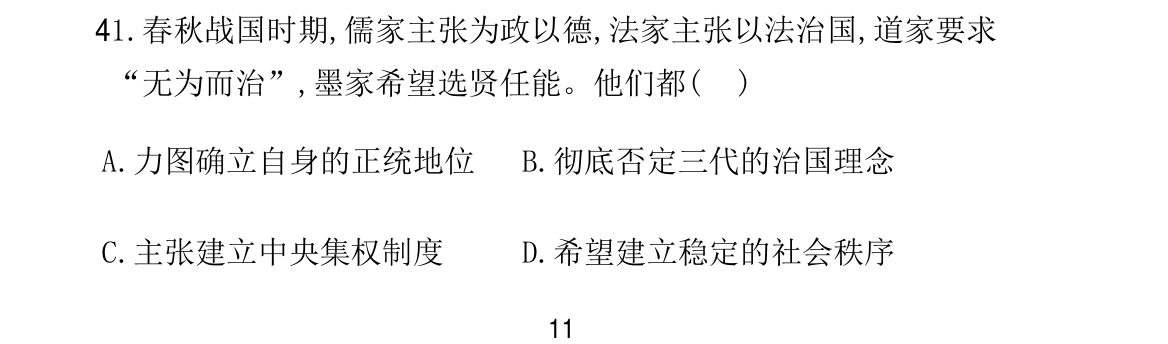 41.春秋战国时期,儒家主张为政以德,法家主张以法治国,道家要求
“无为而治”,墨家希望选贤任能。他们都(  )
A.力图确立自身的正统地位   B.彻底否定三代的治国理念
C.主张建立中央集权制度   D.希望建立稳定的社会秩序
11